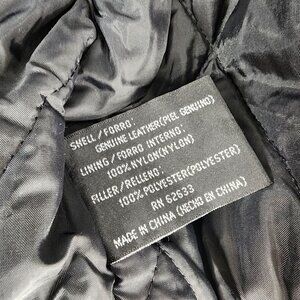 SHELL/FORRO:
GENUINE LEATHER(PIEL GENUINO)
LINING/FORRO INTERNO:
100% NYLON(NYLON)
FILLER/RELLENO:
100% POLYESTER(POLYESTER)
RN 62633
MADE IN CHINA (HECHO EN CHINA)